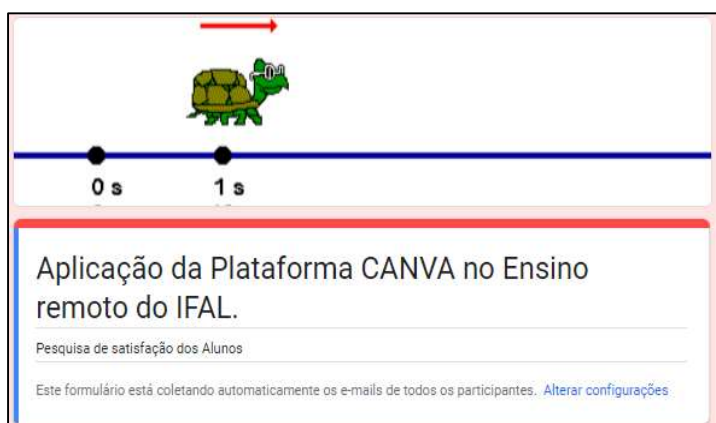 0 s 1 s
Aplicação da Plataforma CANVA no Ensino
remoto do IFAL.
Pesquisa de satisfação dos Alunos
Este formulário está coletando automaticamente os e-mails de todos os participantes. Alterar configurações